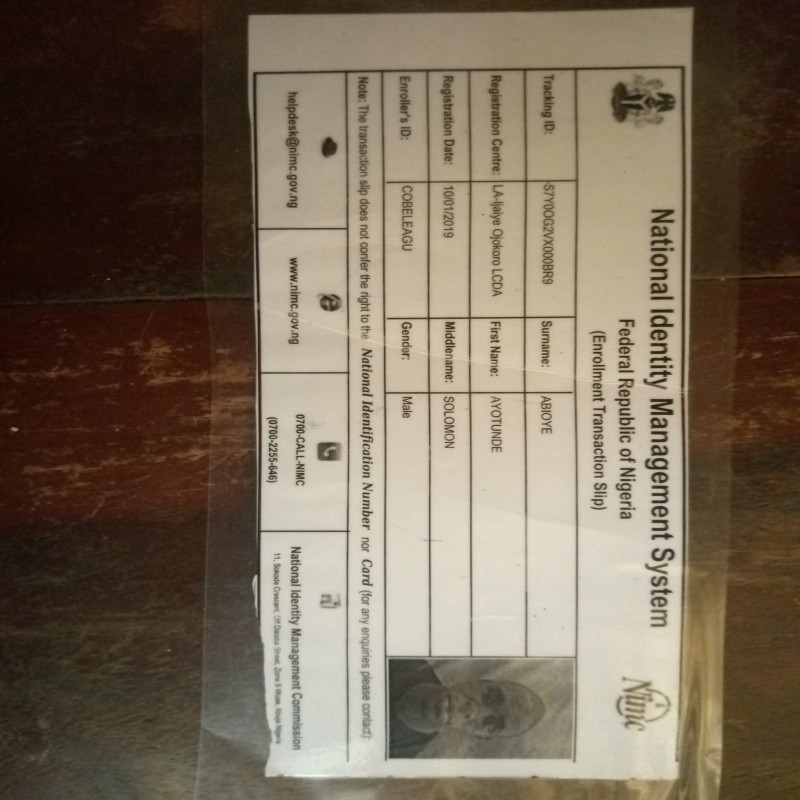 National Identity Management System
Federal Republic of Nigeria
(Enrollment Transaction Slip)
Nimc
Tracking ID: S7Y0OG2VX000BR9 Surname: ABIOYE
Registration Centre: LA-Ijaiye Ojokoro LCDA First Name: AYOTUNDE
Registration Date: 10/01/2019 Middlename: SOLOMON
Enroller's ID: COBELEAGU Gender: Male
Note: The transaction slip does not confer the right to the National Identification Number nor Card (for any enquiries please contact)
helpdesk@nimc.gov.ng
www.nimc.gov.ng
0700-CALL-NIMC
(0700-2255-646)
National Identity Management Commission
11, Sokode Crescent, Off Dalaba Street, Zone 5 Wuse, Abuja Nigeria